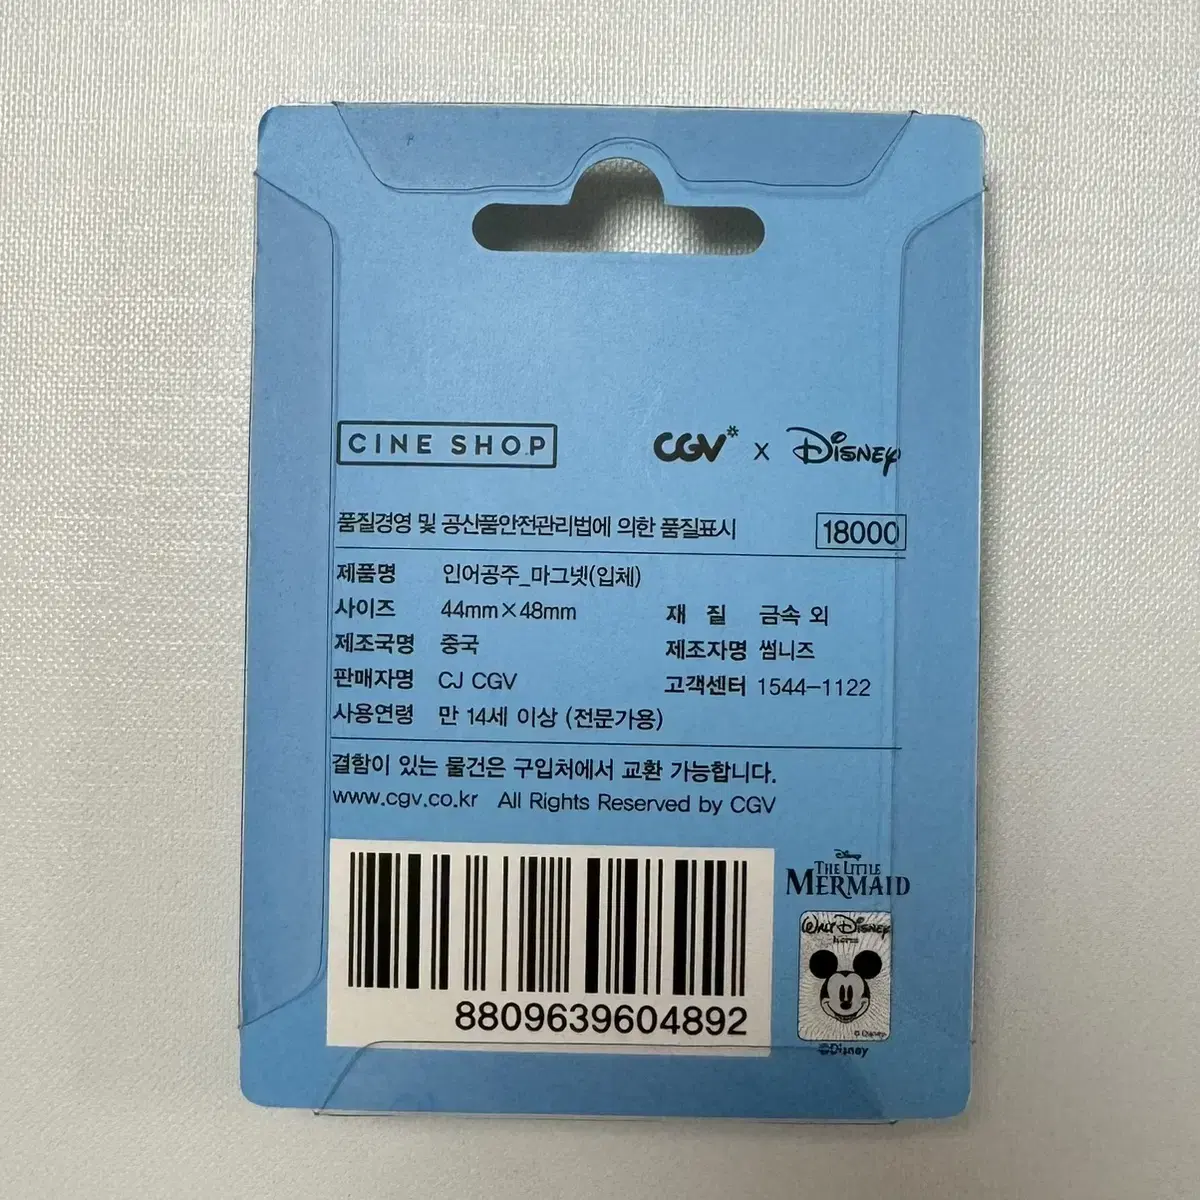 CINE SHOP CGV* x Disney
품질경영 및 공산품안전관리법에 의한 품질표시 18000
제품명 인어공주_마그넷(입체)
사이즈 44mm×48mm 재 질 금속 외
제조국명 중국 제조자명 썸니즈
판매자명 CJ CGV 고객센터 1544-1122
사용연령 만 14세 이상 (전문가용)
결함이 있는 물건은 구입처에서 교환 가능합니다.
www.cgv.co.kr All Rights Reserved by CGV
8809639604892
Disney
THE LITTLE
MERMAID
WALT DISNEY
Korea
© Disney
©Disney